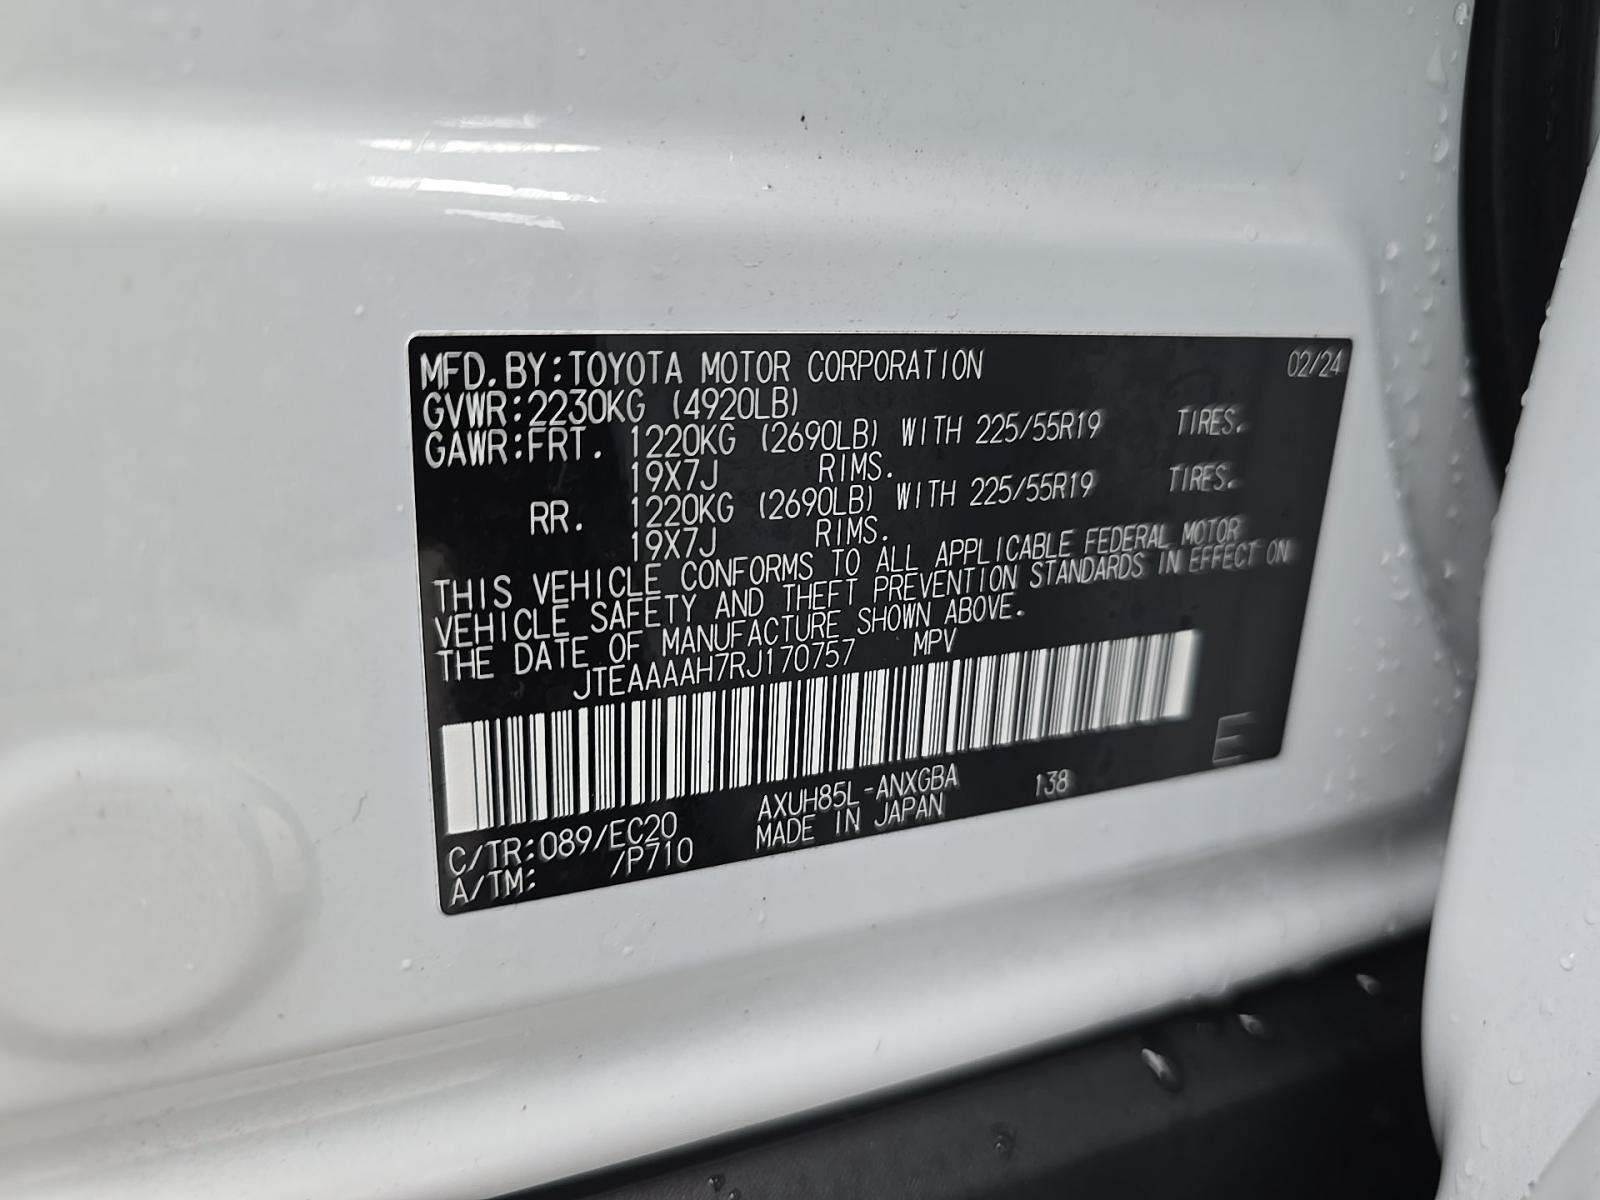 MFD.BY:TOYOTA MOTOR CORPORATION 02/24
GVWR:2230KG (4920LB)
GAWR:FRT. 1220KG (2690LB) WITH 225/55R19 TIRES.
19X7J RIMS.
RR. 1220KG (2690LB) WITH 225/55R19 TIRES.
19X7J RIMS.
THIS VEHICLE CONFORMS TO ALL APPLICABLE FEDERAL MOTOR
VEHICLE SAFETY AND THEFT PREVENTION STANDARDS IN EFFECT ON
THE DATE OF MANUFACTURE SHOWN ABOVE.
JTEAAAAH7RJ170757 MPV
E
C/TR:089/EC20 AXUH85L-ANXGBA 138
A/TM: /P710 MADE IN JAPAN